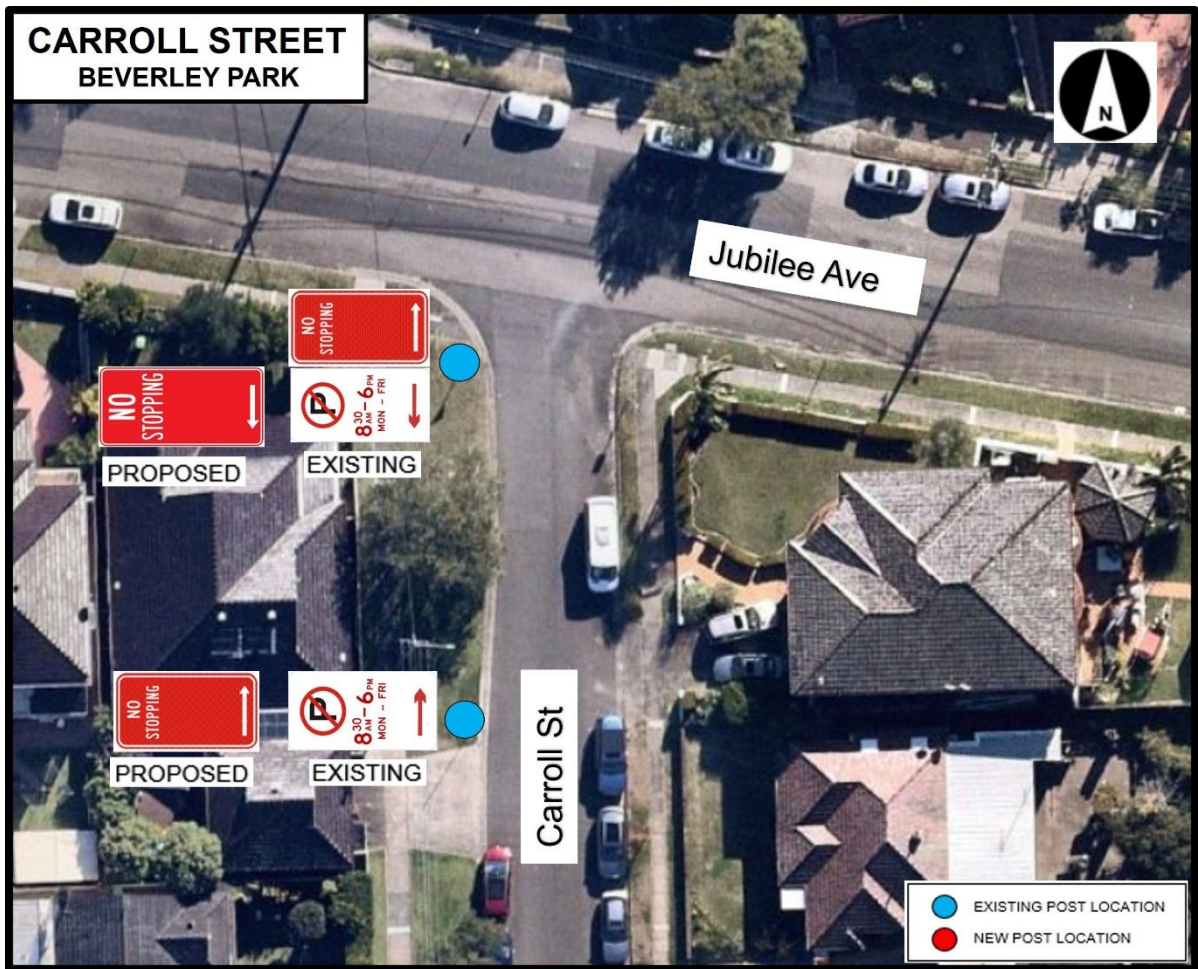 CARROLL STREET
BEVERLEY PARK
N
Jubilee Ave
NO
STOPPING
NO
STOPPING
P
8 30 AM – 6 PM
MON - FRI
PROPOSED
EXISTING
NO
STOPPING
P
8 30 AM – 6 PM
MON - FRI
PROPOSED
EXISTING
Carroll St
EXISTING POST LOCATION
NEW POST LOCATION